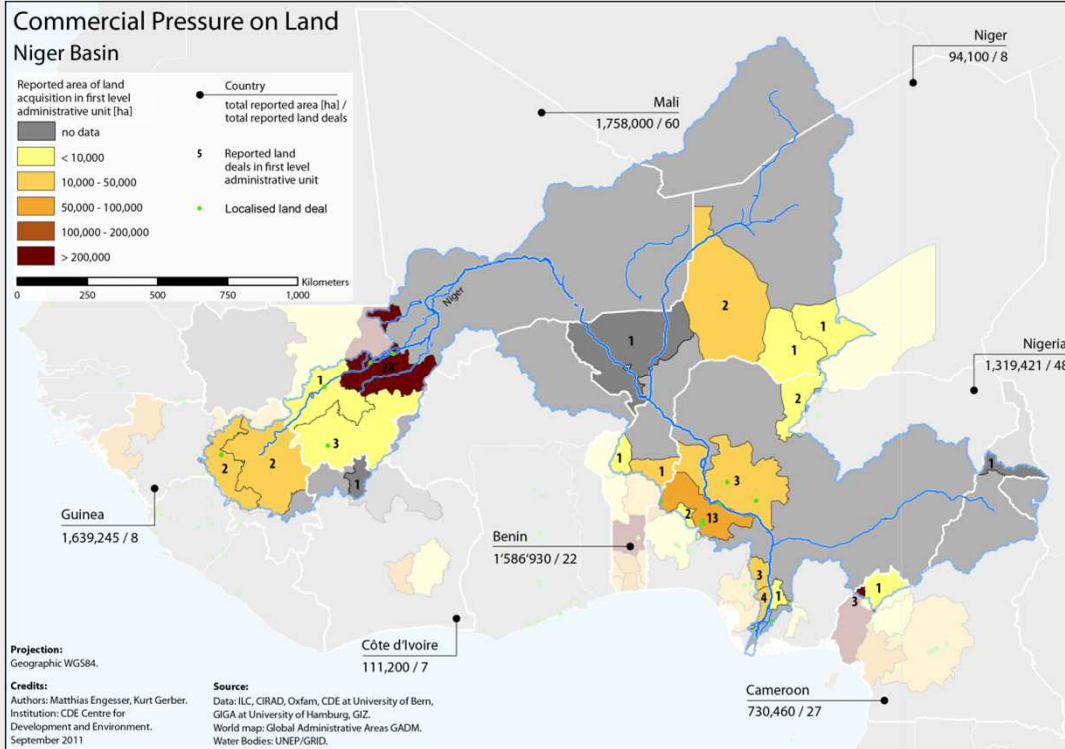 Commercial Pressure on Land
Niger Basin
Reported area of land
acquisition in first level
administrative unit [ha]
no data
< 10,000
10,000 - 50,000
50,000 - 100,000
100,000 - 200,000
> 200,000
Country
total reported area [ha] /
total reported land deals
5
Reported land
deals in first level
administrative unit
Localised land deal
Kilometers
0 250 500 750 1,000
Niger
94,100 / 8
Mali
1,758,000 / 60
Niger
Nigeria
1,319,421 / 48
2
1
1
1
2
28
1
3
2
2
1
1
1
3
13
2
1
3
4
1
1
3
Guinea
1,639,245 / 8
Benin
1'586'930 / 22
Côte d'Ivoire
111,200 / 7
Cameroon
730,460 / 27
Projection:
Geographic WGS84.
Credits:
Authors: Matthias Engesser, Kurt Gerber.
Institution: CDE Centre for
Development and Environment.
September 2011
Source:
Data: ILC, CIRAD, Oxfam, CDE at University of Bern,
GIGA at University of Hamburg, GIZ.
World map: Global Administrative Areas GADM.
Water Bodies: UNEP/GRID.